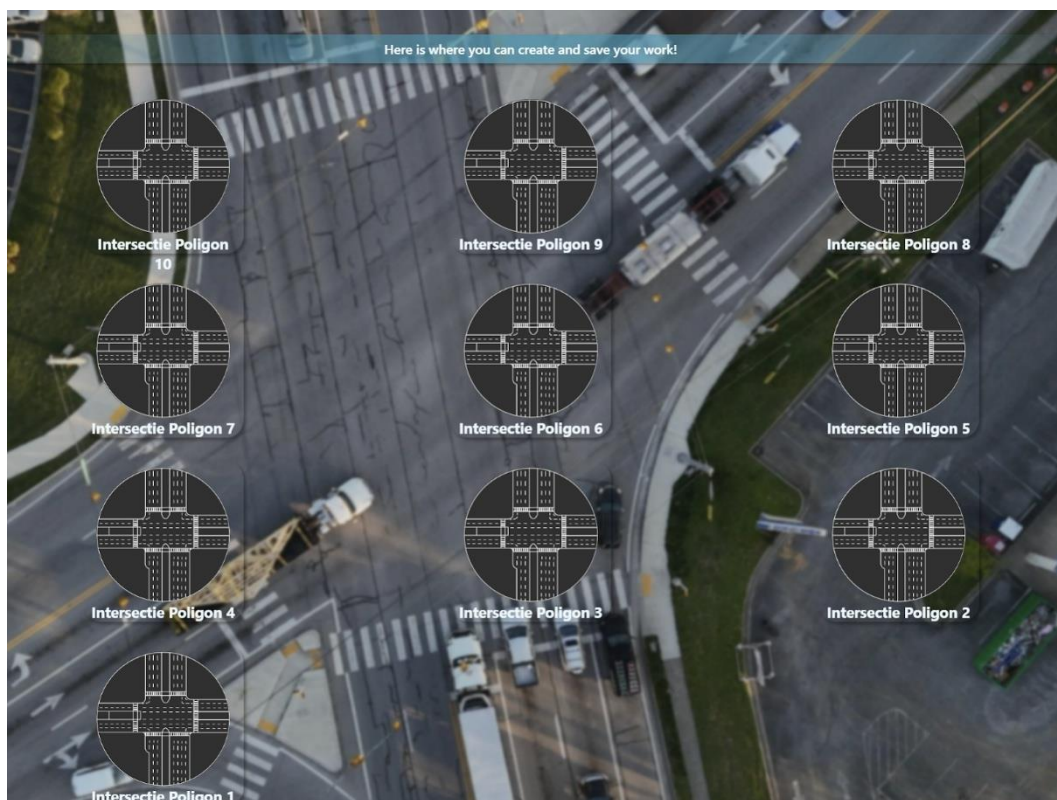 Here is where you can create and save your work!
Intersectie Poligon
10
Intersectie Poligon 9
Intersectie Poligon 8
Intersectie Poligon 7
Intersectie Poligon 6
Intersectie Poligon 5
Intersectie Poligon 4
Intersectie Poligon 3
Intersectie Poligon 2
Intersectie Poligon 1